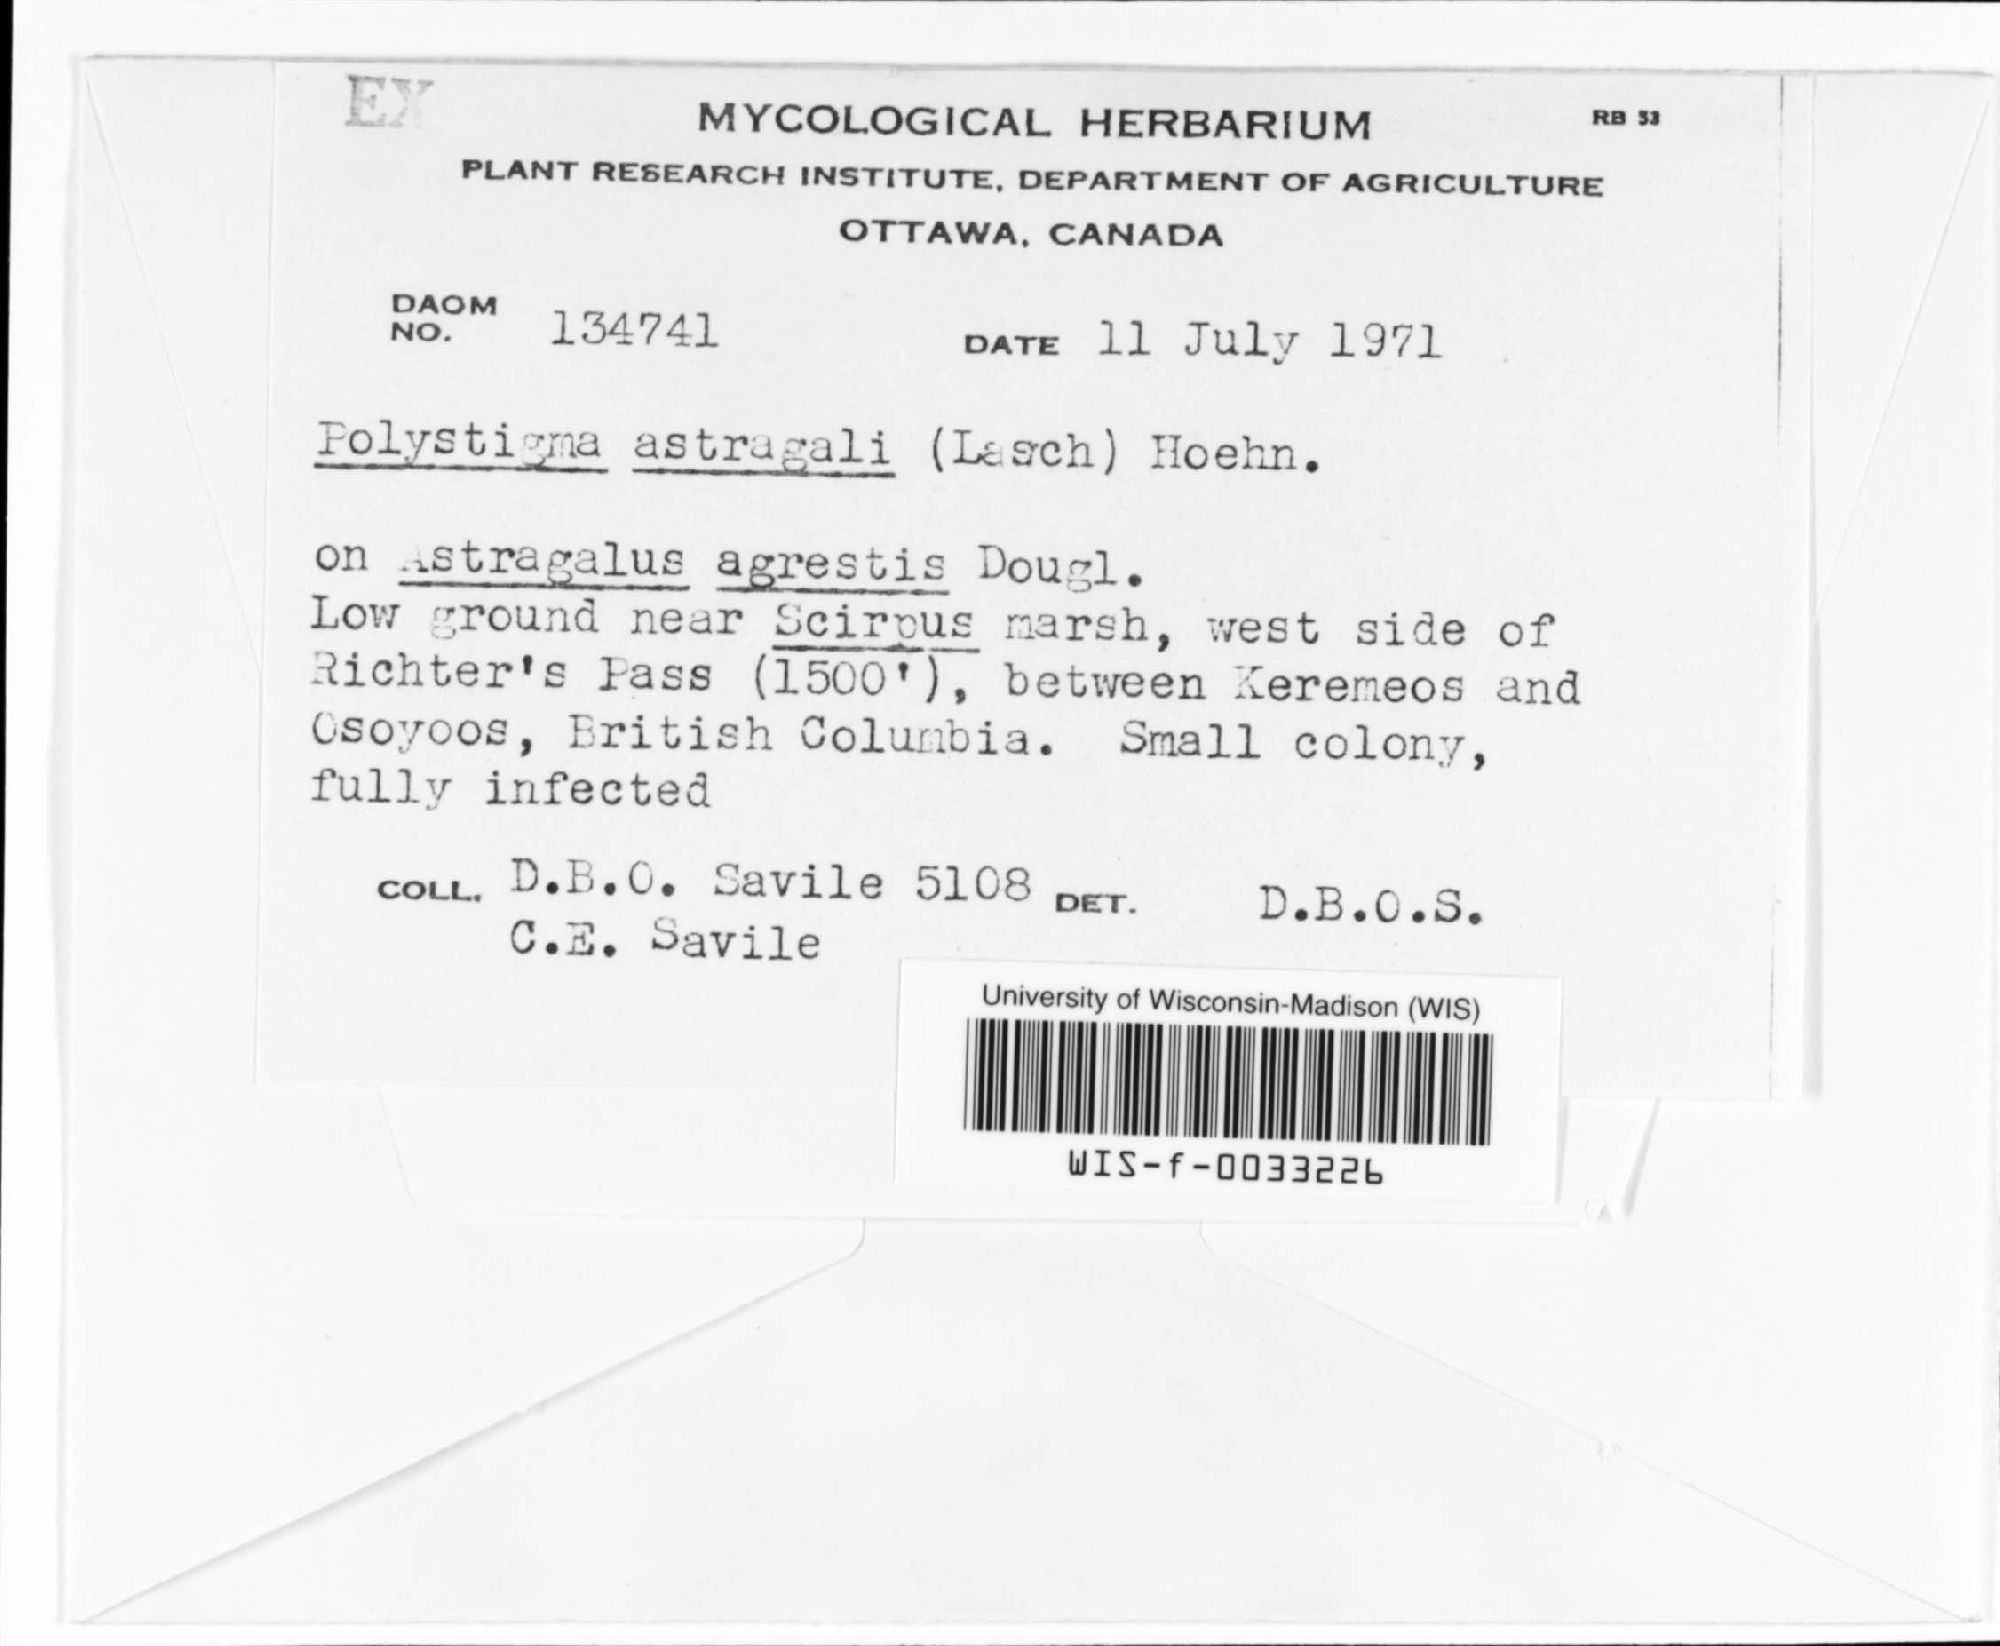 EX
MYCOLOGICAL HERBARIUM
RB 53
PLANT RESEARCH INSTITUTE, DEPARTMENT OF AGRICULTURE
OTTAWA, CANADA
DAOM
NO. 134741 DATE 11 July 1971
Polystigma astragali (Lasch) Hoehn.
on Astragalus agrestis Dougl.
Low ground near Scirpus marsh, west side of
Richter's Pass (1500'), between Keremeos and
Osoyoos, British Columbia. Small colony,
fully infected
COLL. D.B.O. Savile 5108 DET. D.B.O.S.
C.E. Savile
University of Wisconsin-Madison (WIS)
WIS-f-0033226